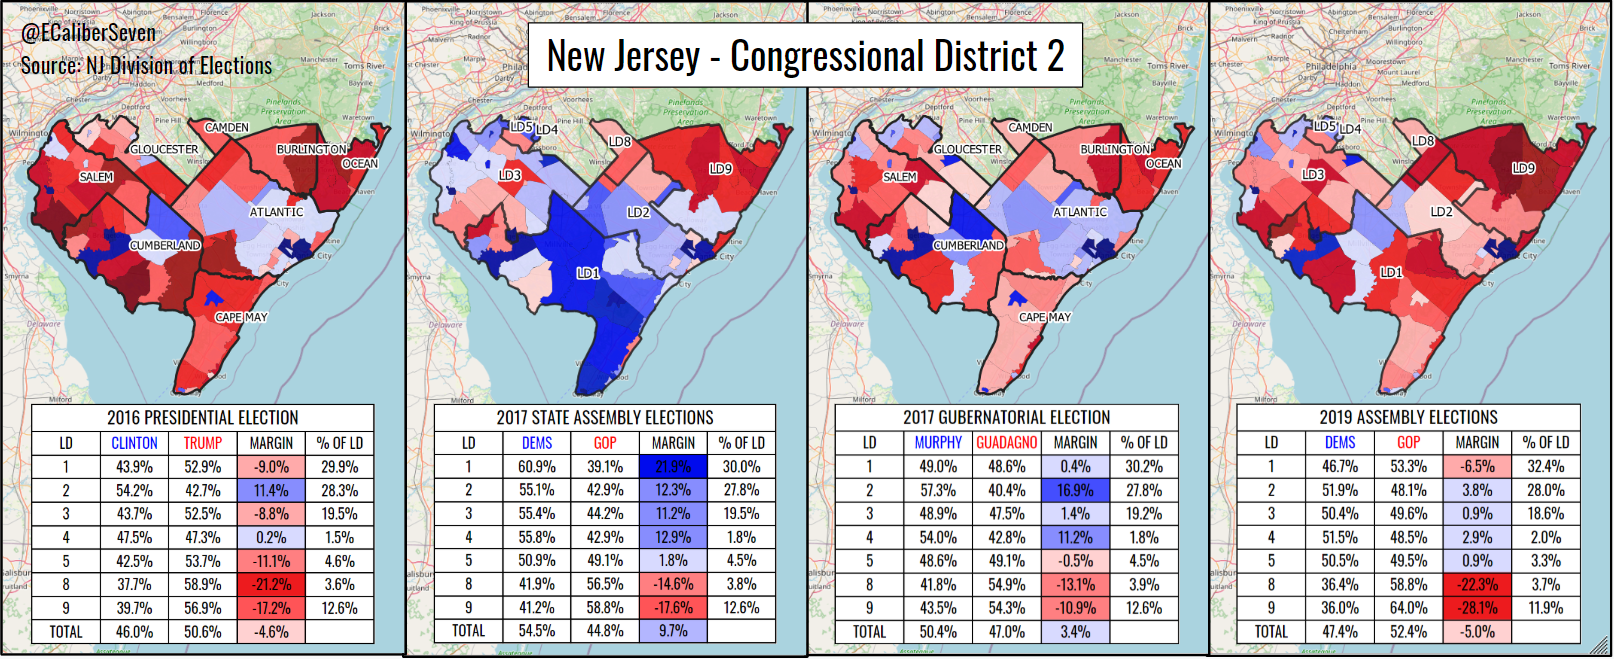 @ECaliberSeven
Source: NJ Division of Elections
New Jersey - Congressional District 2
CAMDEN
GLOUCESTER
BURLINGTON
OCEAN
SALEM
ATLANTIC
CUMBERLAND
CAPE MAY
2016 PRESIDENTIAL ELECTION
LD CLINTON TRUMP MARGIN % OF LD
1 43.9% 52.9% -9.0% 29.9%
2 54.2% 42.7% 11.4% 28.3%
3 43.7% 52.5% -8.8% 19.5%
4 47.5% 47.3% 0.2% 1.5%
5 42.5% 53.7% -11.1% 4.6%
8 37.7% 58.9% -21.2% 3.6%
9 39.7% 56.9% -17.2% 12.6%
TOTAL 46.0% 50.6% -4.6%
LD5 LD4
LD8
LD3
LD9
LD2
LD1
2017 STATE ASSEMBLY ELECTIONS
LD DEMS GOP MARGIN % OF LD
1 60.9% 39.1% 21.9% 30.0%
2 55.1% 42.9% 12.3% 27.8%
3 55.4% 44.2% 11.2% 19.5%
4 55.8% 42.9% 12.9% 1.8%
5 50.9% 49.1% 1.8% 4.5%
8 41.9% 56.5% -14.6% 3.8%
9 41.2% 58.8% -17.6% 12.6%
TOTAL 54.5% 44.8% 9.7%
CAMDEN
GLOUCESTER
BURLINGTON
OCEAN
SALEM
ATLANTIC
CUMBERLAND
CAPE MAY
2017 GUBERNATORIAL ELECTION
LD MURPHY GUADAGNO MARGIN % OF LD
1 49.0% 48.6% 0.4% 30.2%
2 57.3% 40.4% 16.9% 27.8%
3 48.9% 47.5% 1.4% 19.2%
4 54.0% 42.8% 11.2% 1.8%
5 48.6% 49.1% -0.5% 4.5%
8 41.8% 54.9% -13.1% 3.9%
9 43.5% 54.3% -10.9% 12.6%
TOTAL 50.4% 47.0% 3.4%
LD5 LD4
LD8
LD3
LD9
LD2
LD1
2019 ASSEMBLY ELECTIONS
LD DEMS GOP MARGIN % OF LD
1 46.7% 53.3% -6.5% 32.4%
2 51.9% 48.1% 3.8% 28.0%
3 50.4% 49.6% 0.9% 18.6%
4 51.5% 48.5% 2.9% 2.0%
5 50.5% 49.5% 0.9% 3.3%
8 36.4% 58.8% -22.3% 3.7%
9 36.0% 64.0% -28.1% 11.9%
TOTAL 47.4% 52.4% -5.0%